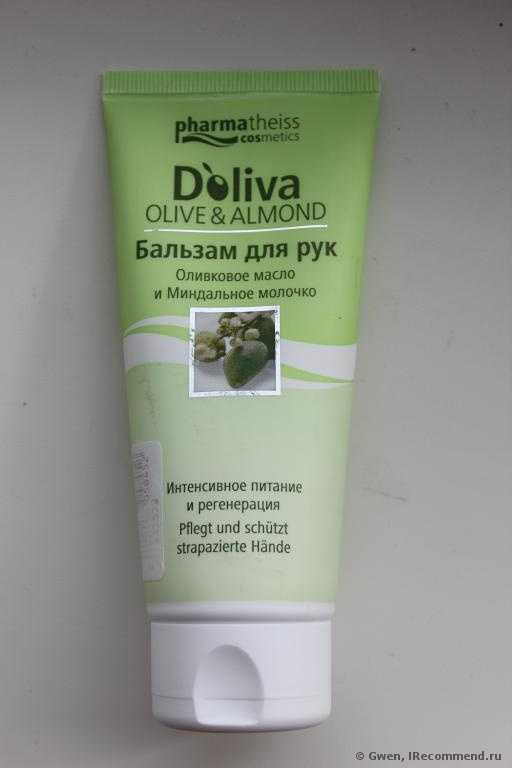 pharmatheiss
cosmetics
D'oliva
OLIVE & ALMOND
Бальзам для рук
Оливковое масло
и Миндальное молочко
Интенсивное питание
и регенерация
Pflegt und schützt
strapazierte Hände
© Gwen, IRecommend.ru